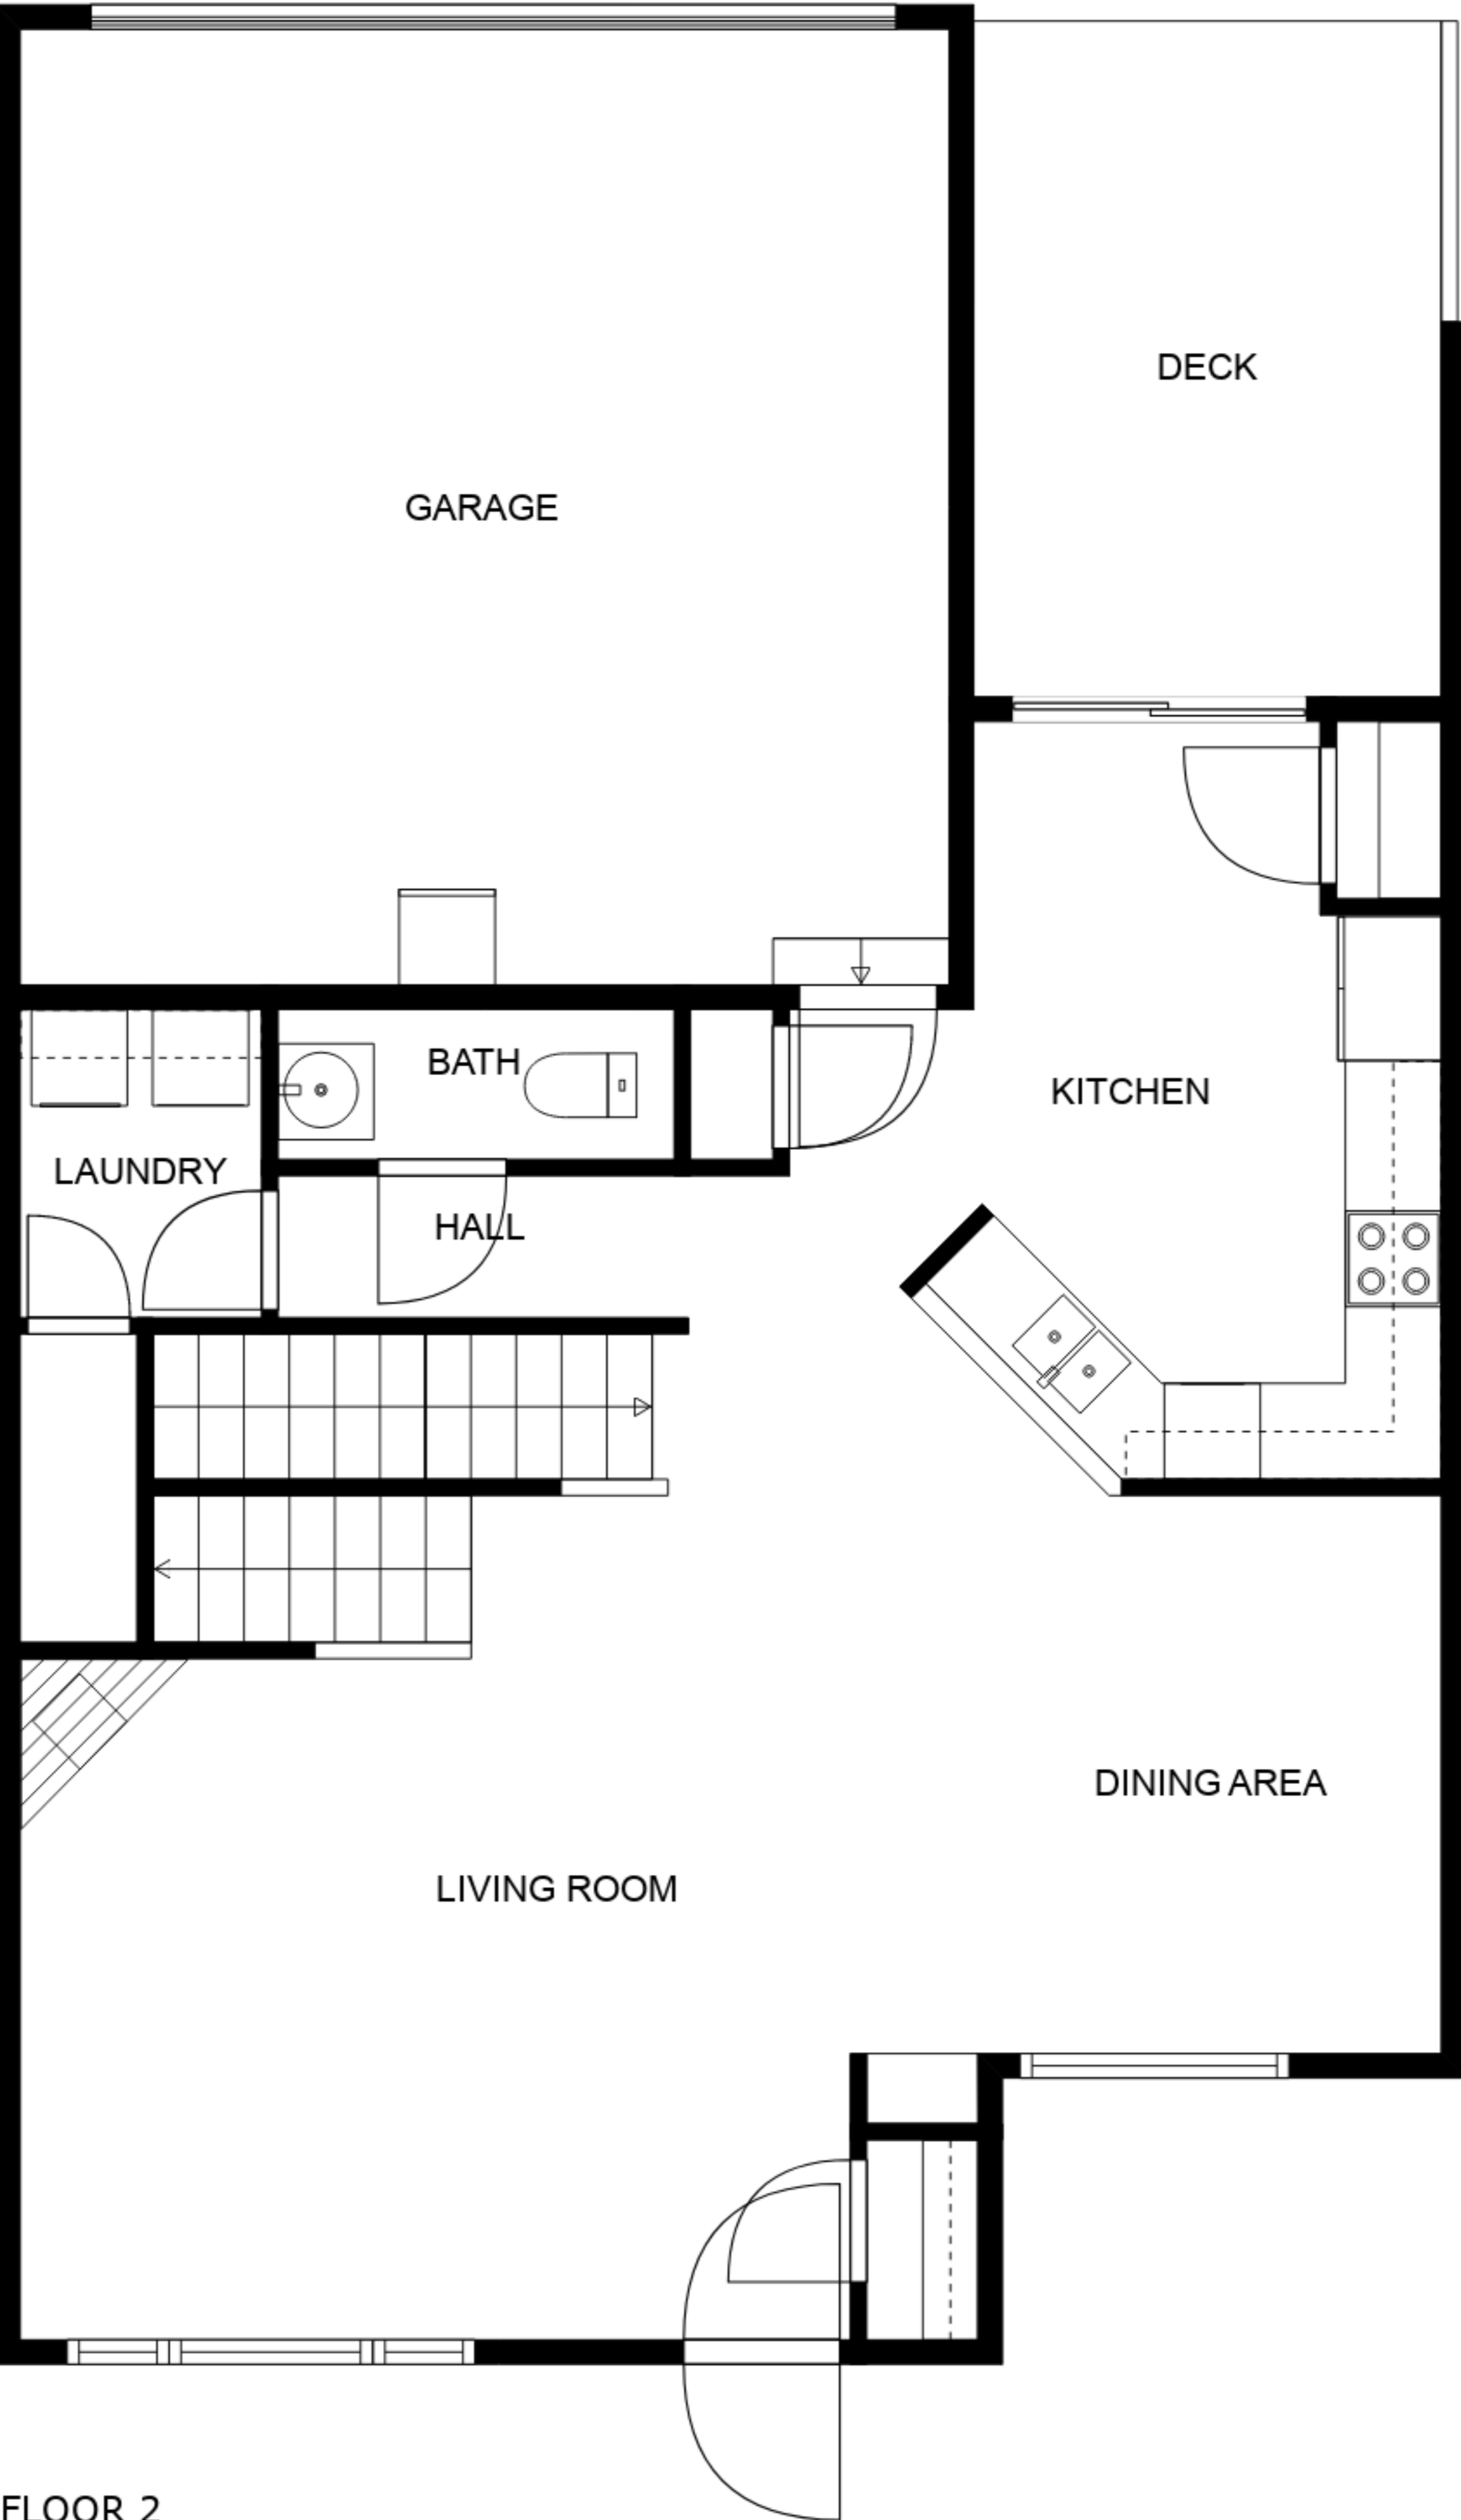 DECK
GARAGE
BATH
KITCHEN
LAUNDRY
HALL
DINING AREA
LIVING ROOM
FLOOR 2